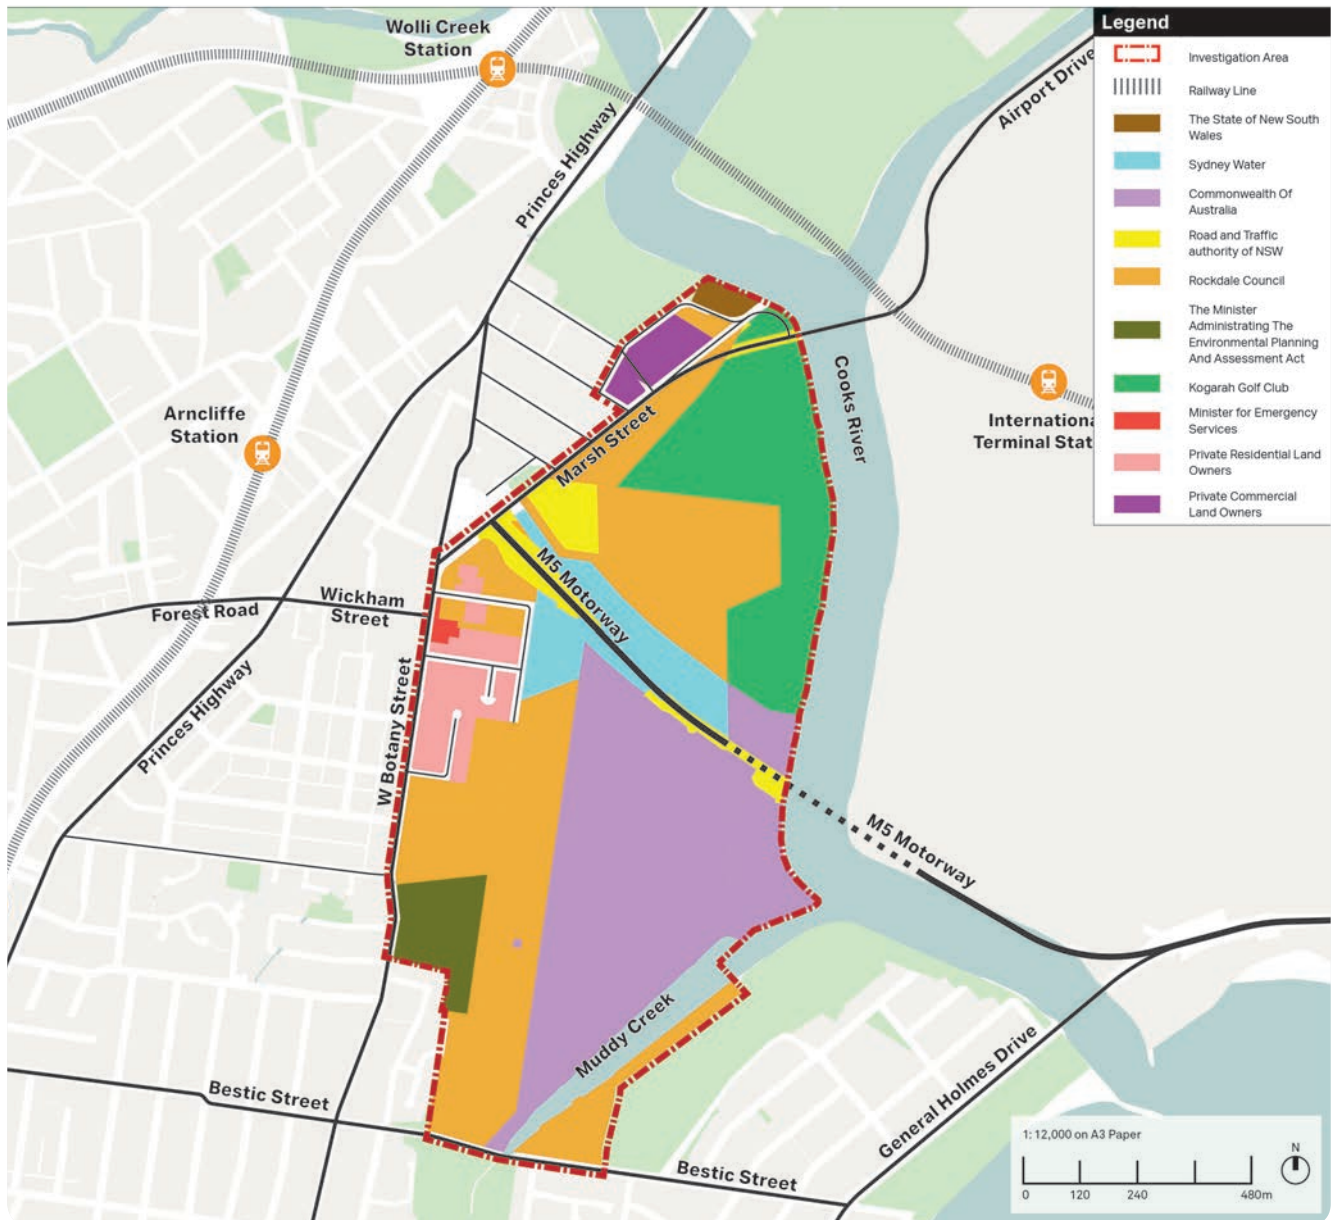 Wolli Creek
Station
Princes Highway
Airport Drive
Legend
Investigation Area
Railway Line
The State of New South
Wales
Sydney Water
Commonwealth Of
Australia
Road and Traffic
authority of NSW
Rockdale Council
The Minister
Administrating The
Environmental Planning
And Assessment Act
Kogarah Golf Club
Minister for Emergency
Services
Private Residential Land
Owners
Private Commercial
Land Owners
Arncliffe
Station
Marsh Street
Cooks River
Internationa
Terminal Stat
M5 Motorway
Wickham
Street
Forest Road
Princes Highway
W Botany Street
M5 Motorway
Muddy Creek
Bestic Street
General Holmes Drive
Bestic Street
1: 12,000 on A3 Paper
N
0 120 240 480m